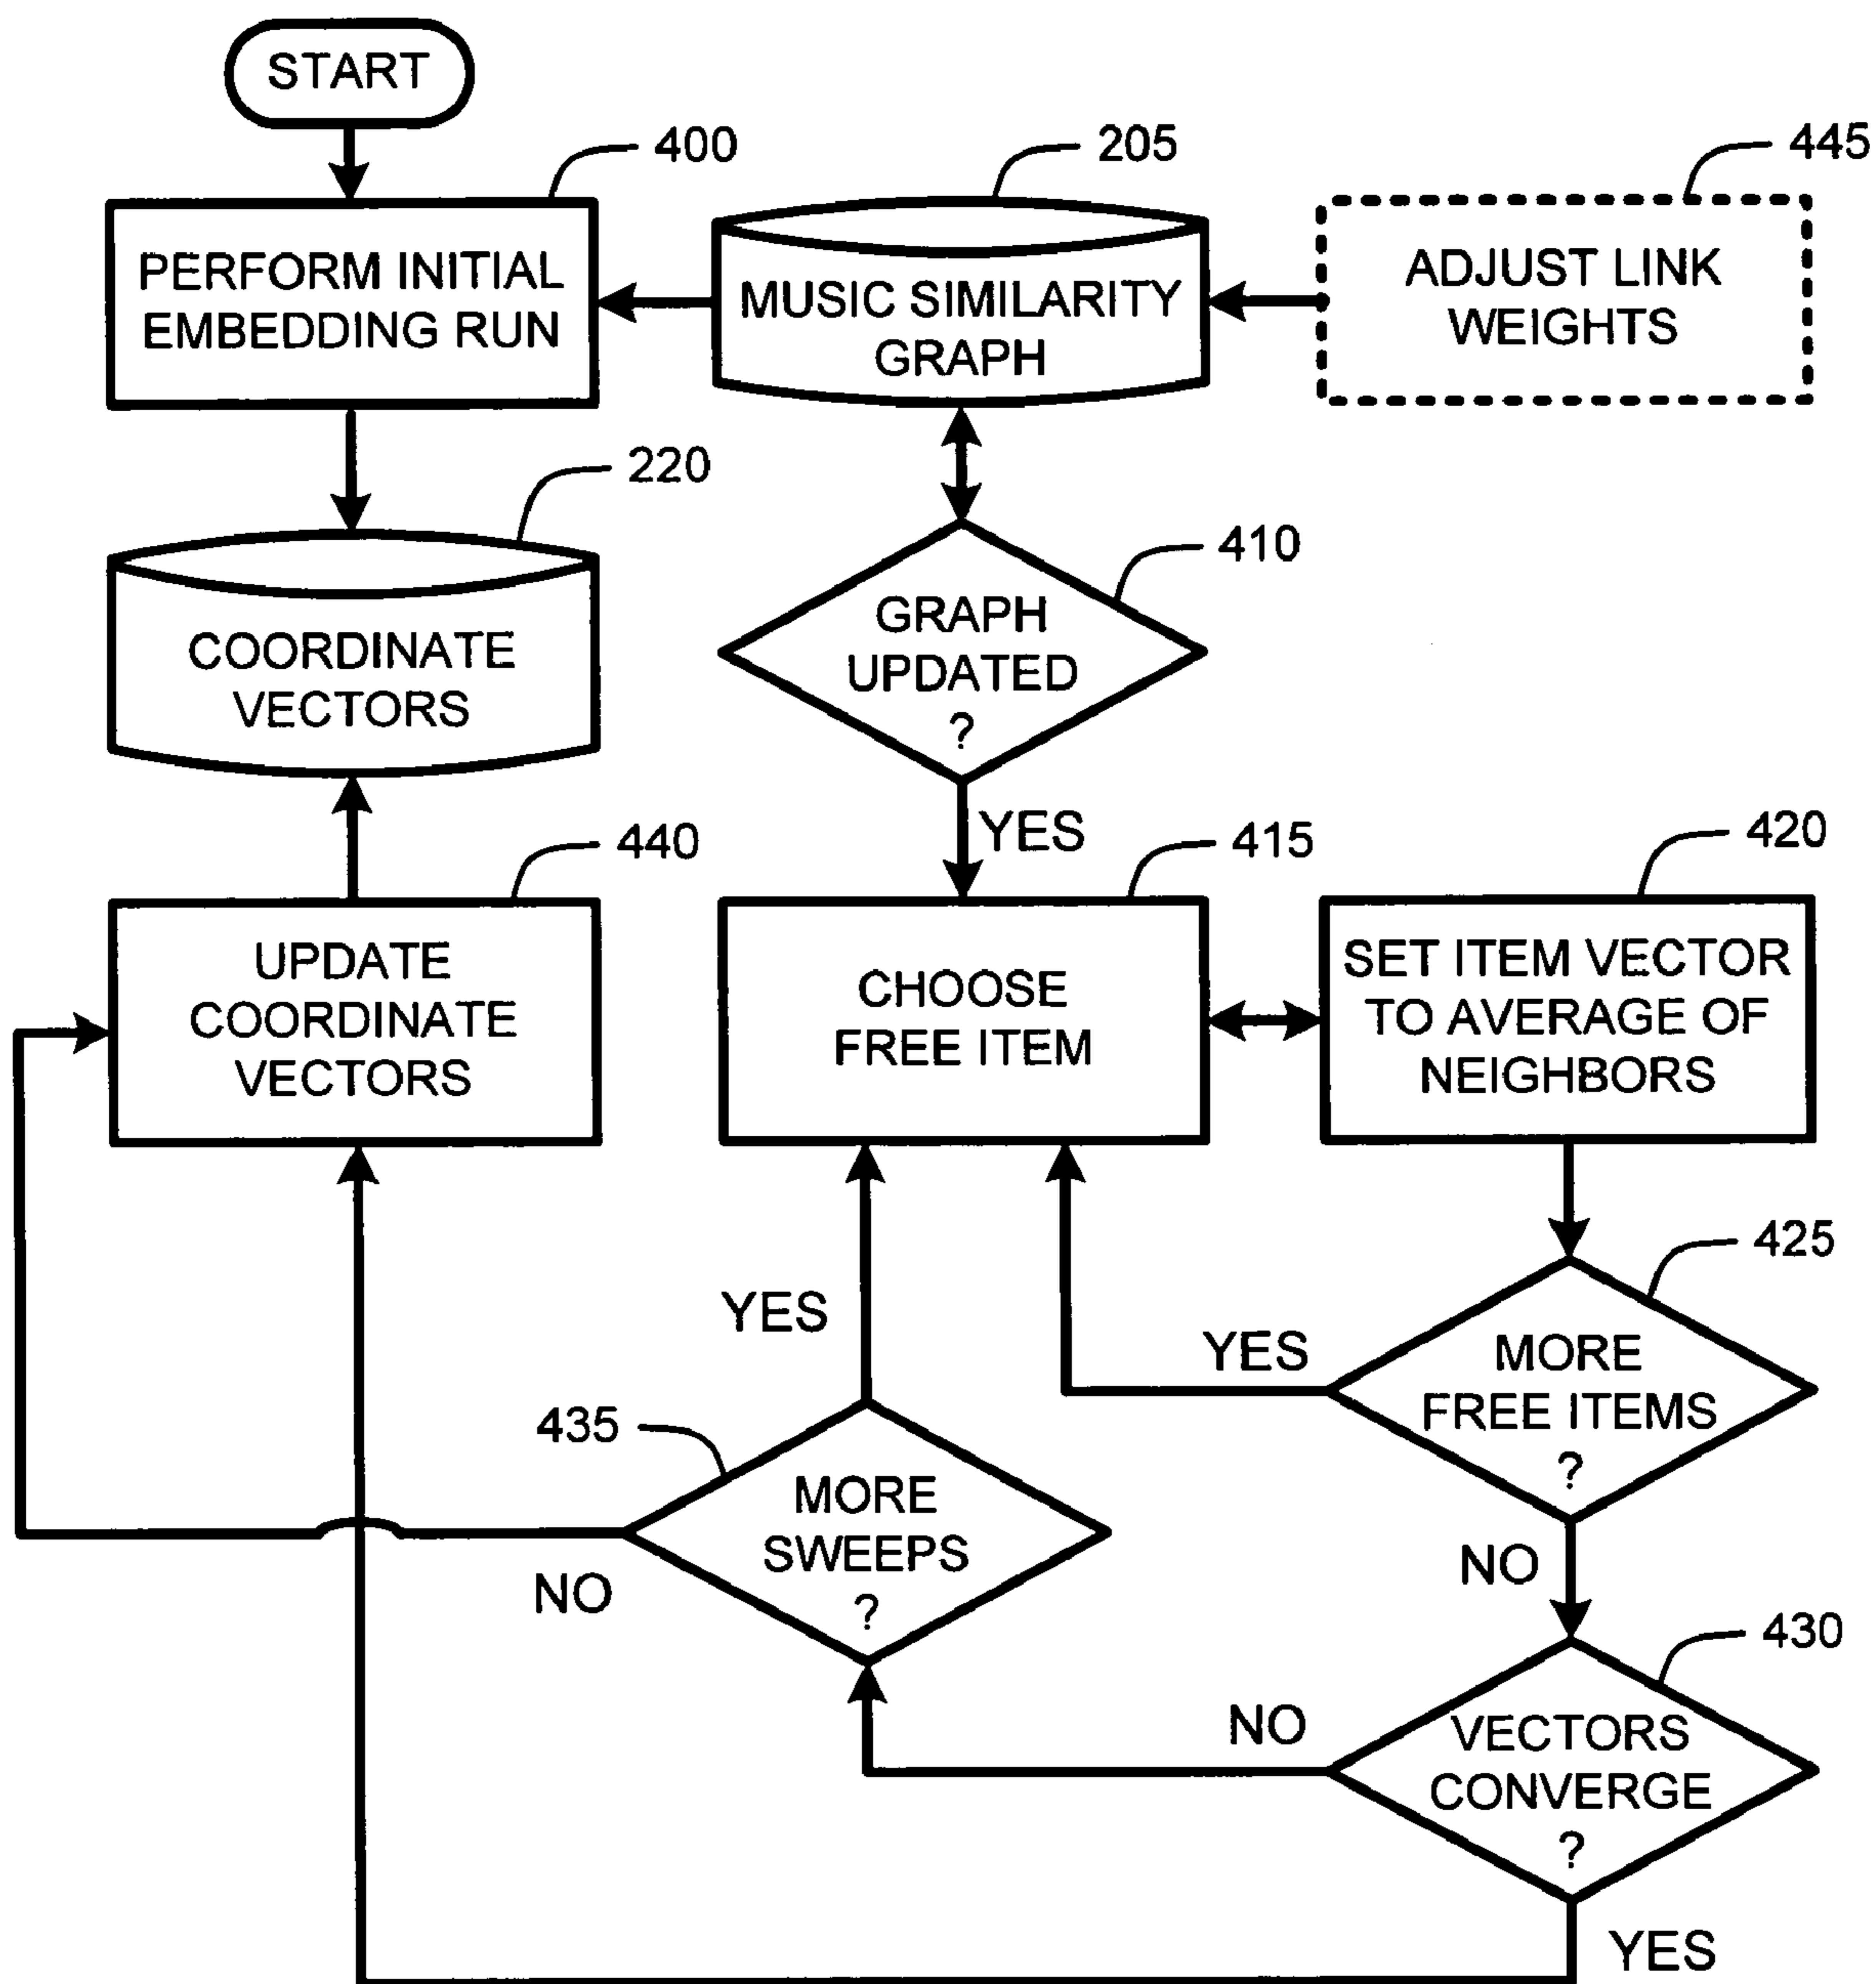 START
400
205
445
PERFORM INITIAL
EMBEDDING RUN
MUSIC SIMILARITY
GRAPH
ADJUST LINK
WEIGHTS
220
COORDINATE
VECTORS
410
GRAPH
UPDATED
?
YES
440
415
420
UPDATE
COORDINATE
VECTORS
CHOOSE
FREE ITEM
SET ITEM VECTOR
TO AVERAGE OF
NEIGHBORS
425
MORE
FREE ITEMS
?
YES
NO
YES
435
MORE
SWEEPS
?
NO
430
VECTORS
CONVERGE
?
NO
YES